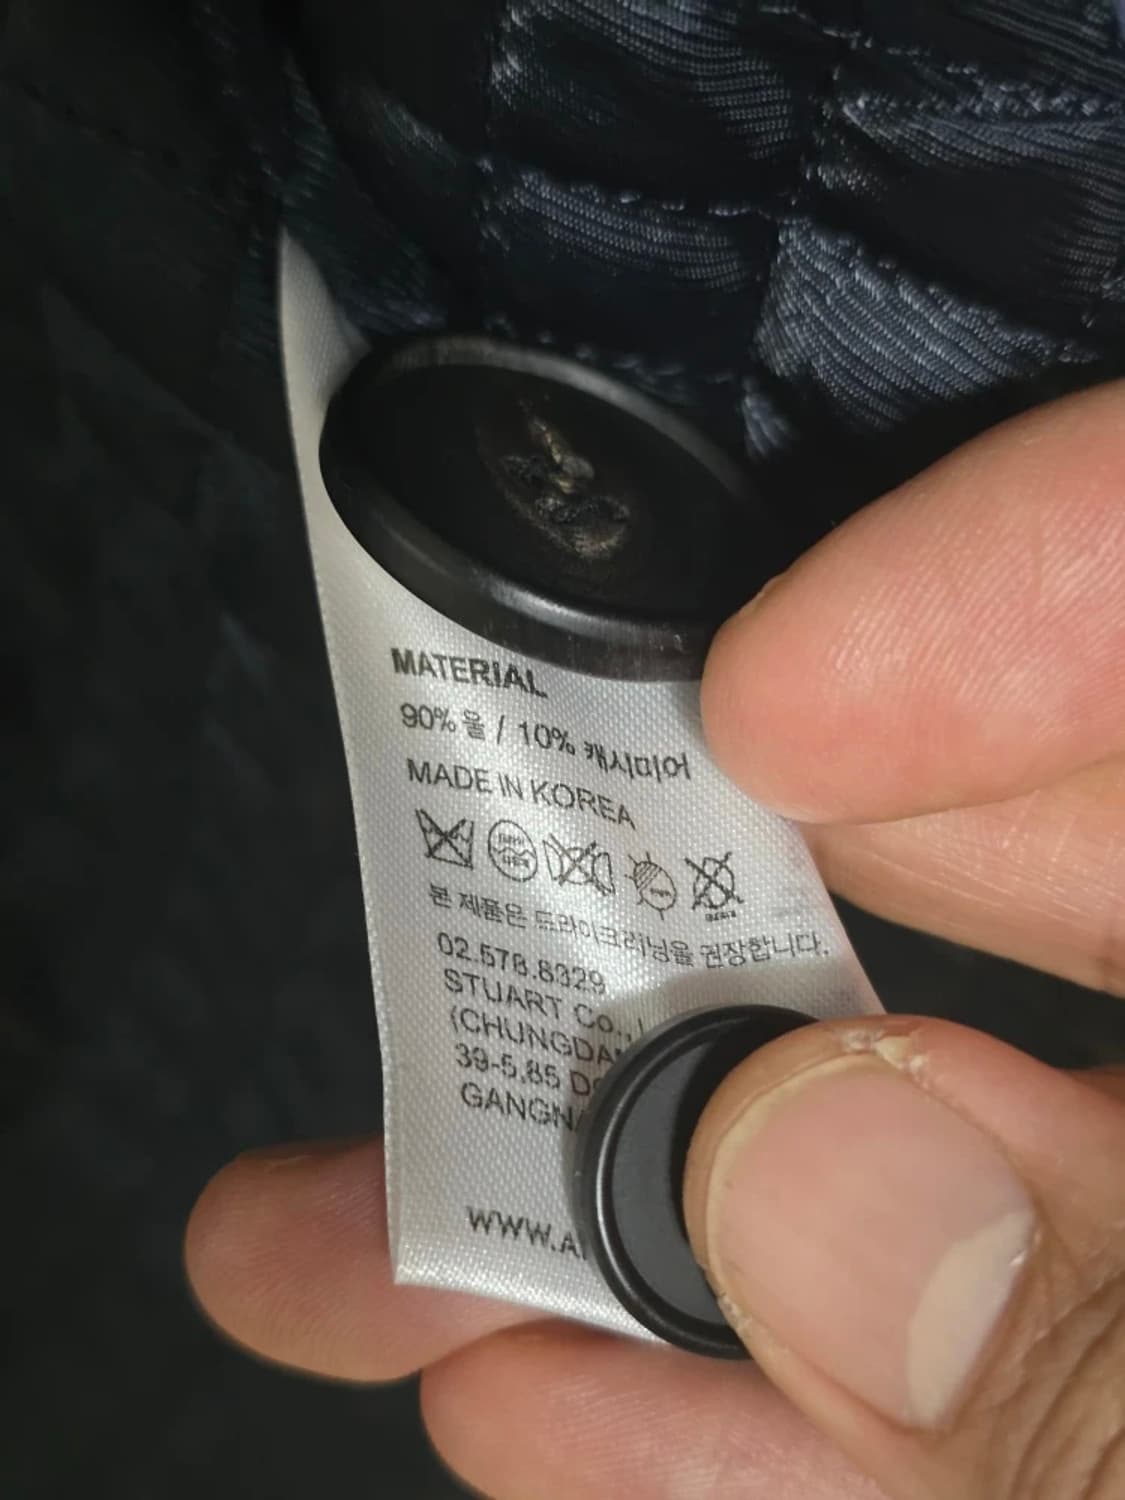 MATERIAL
90% 울 / 10% 캐시미어
MADE IN KOREA
본 제품은 드라이크리닝을 권장합니다.
02.578.8329
STUART Co.,
(CHUNGDA
39-5,85 D
GANGN
WWW.A